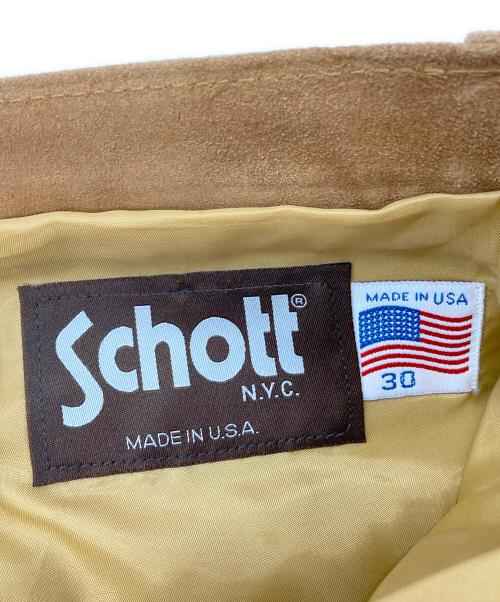 Schott®
N.Y.C.
MADE IN U.S.A.
MADE IN USA
30